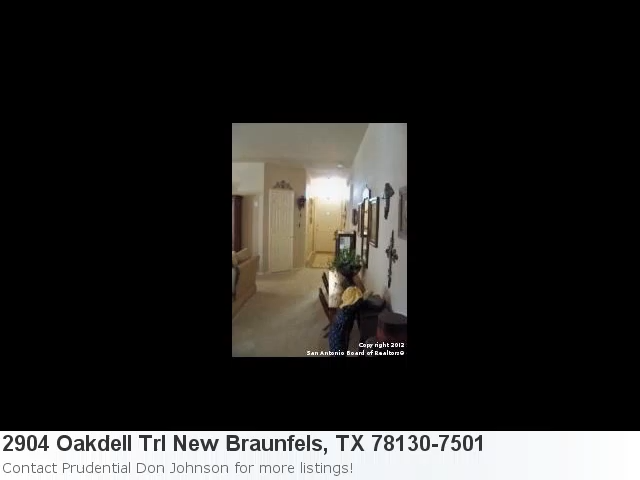 Copyright 2012
San Antonio Board of Realtors®
2904 Oakdell Trl New Braunfels, TX 78130-7501
Contact Prudential Don Johnson for more listings!